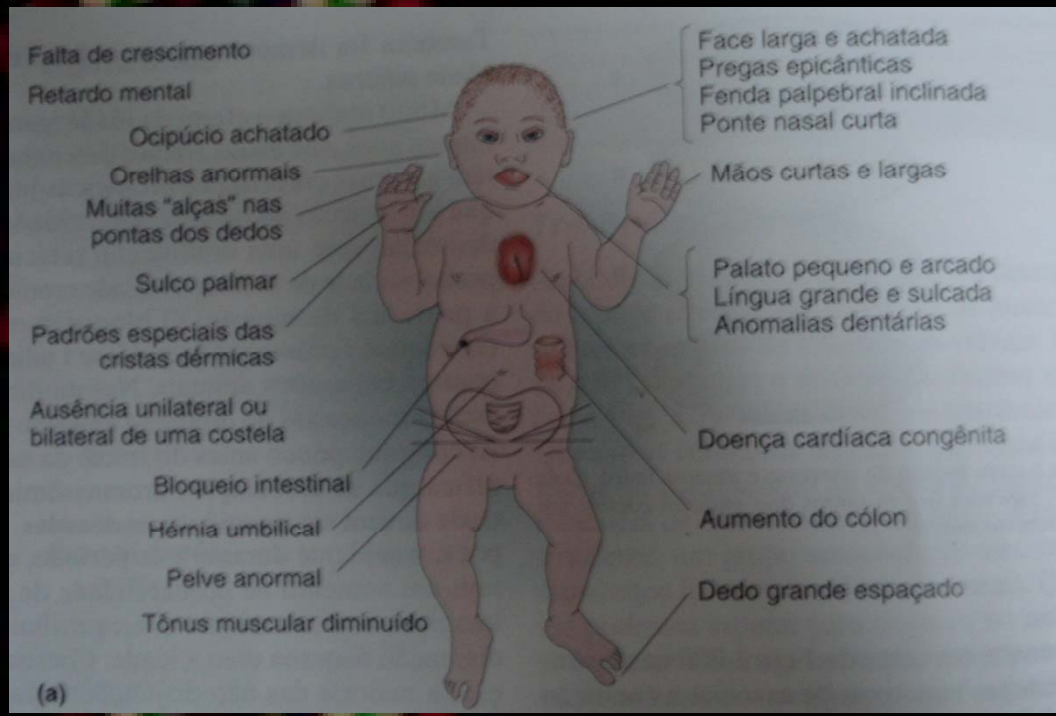 Falta de crescimento
Retardo mental
Ocipúcio achatado
Orelhas anormais
Muitas "alças" nas
pontas dos dedos
Sulco palmar
Padrões especiais das
cristas dérmicas
Ausência unilateral ou
bilateral de uma costela
Bloqueio intestinal
Hérnia umbilical
Pelve anormal
Tônus muscular diminuído
(a)
Face larga e achatada
Pregas epicânticas
Fenda palpebral inclinada
Ponte nasal curta
Mãos curtas e largas
Palato pequeno e arcado
Língua grande e sulcada
Anomalias dentárias
Doença cardíaca congênita
Aumento do cólon
Dedo grande espaçado